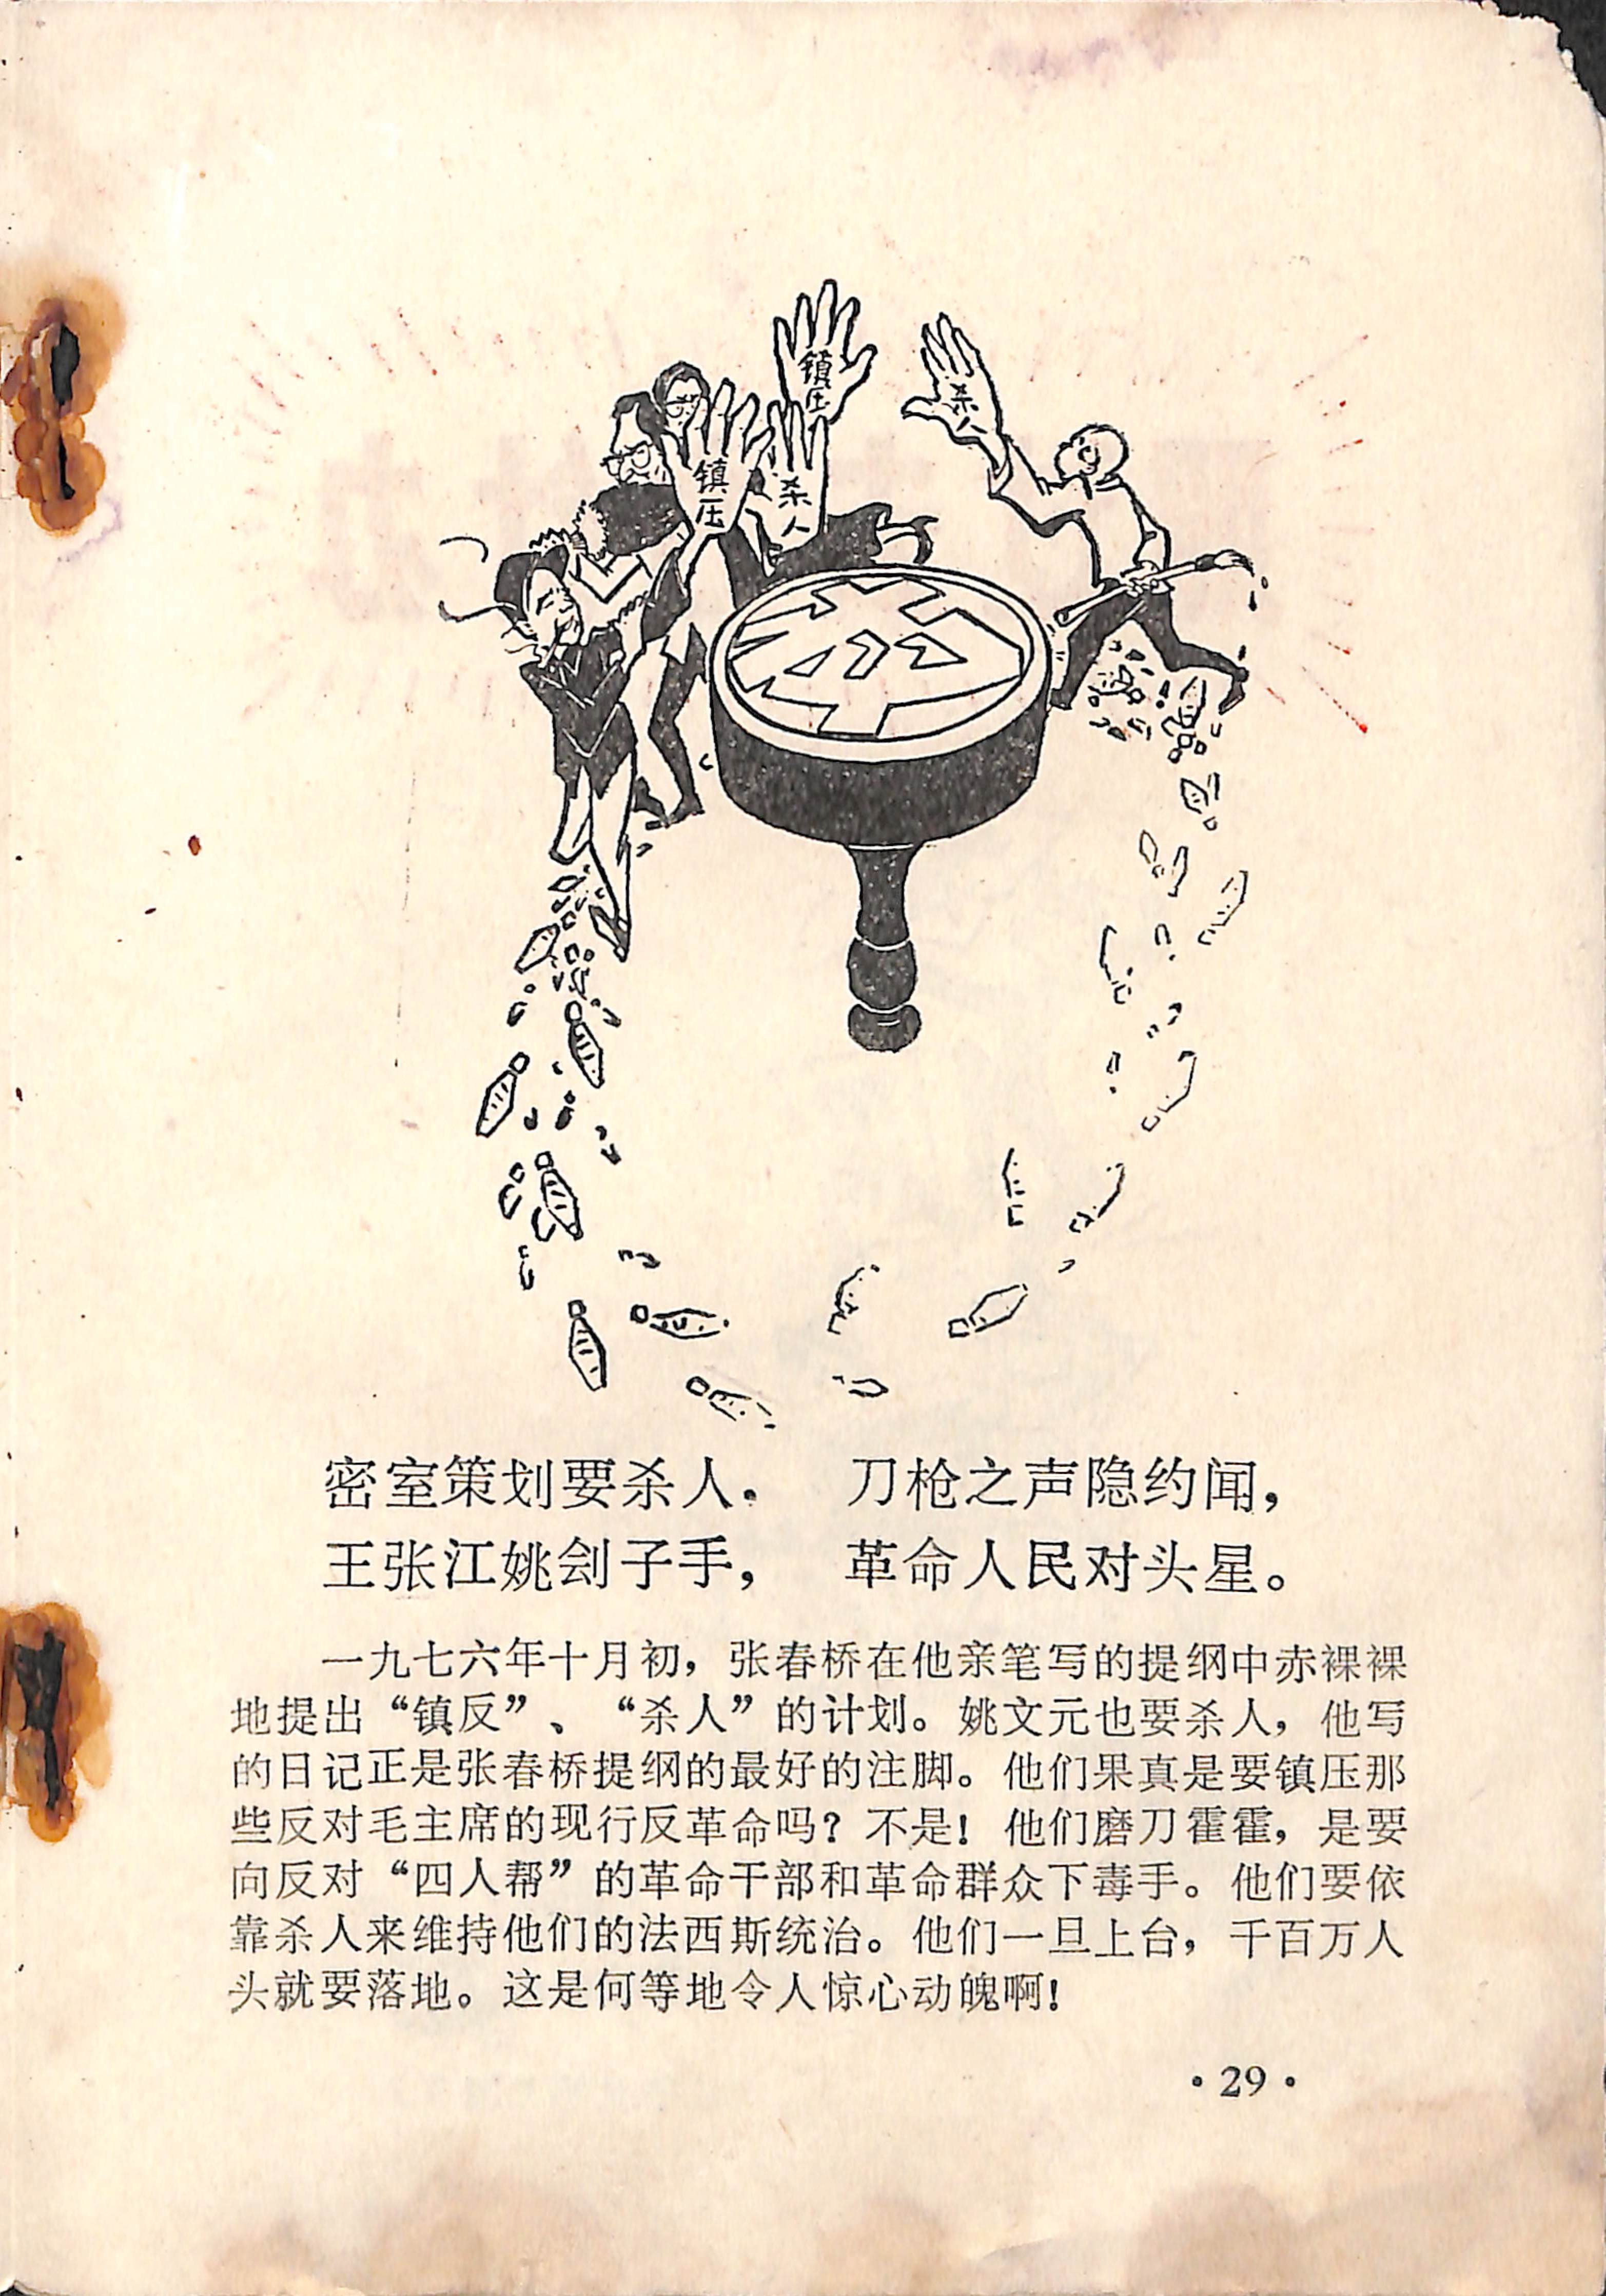 镇压
杀人
镇压
杀人
密室策划要杀人. 刀枪之声隐约闻,
王张江姚刽子手, 革命人民对头星。
一九七六年十月初, 张春桥在他亲笔写的提纲中赤裸裸
地提出“镇反”、“杀人”的计划。姚文元也要杀人, 他写
的日记正是张春桥提纲的最好的注脚。他们果真是要镇压那
些反对毛主席的现行反革命吗? 不是! 他们磨刀霍霍, 是要
向反对“四人帮”的革命干部和革命群众下毒手。他们要依
靠杀人来维持他们的法西斯统治。他们一旦上台, 千百万人
头就要落地。这是何等地令人惊心动魄啊!
·29·